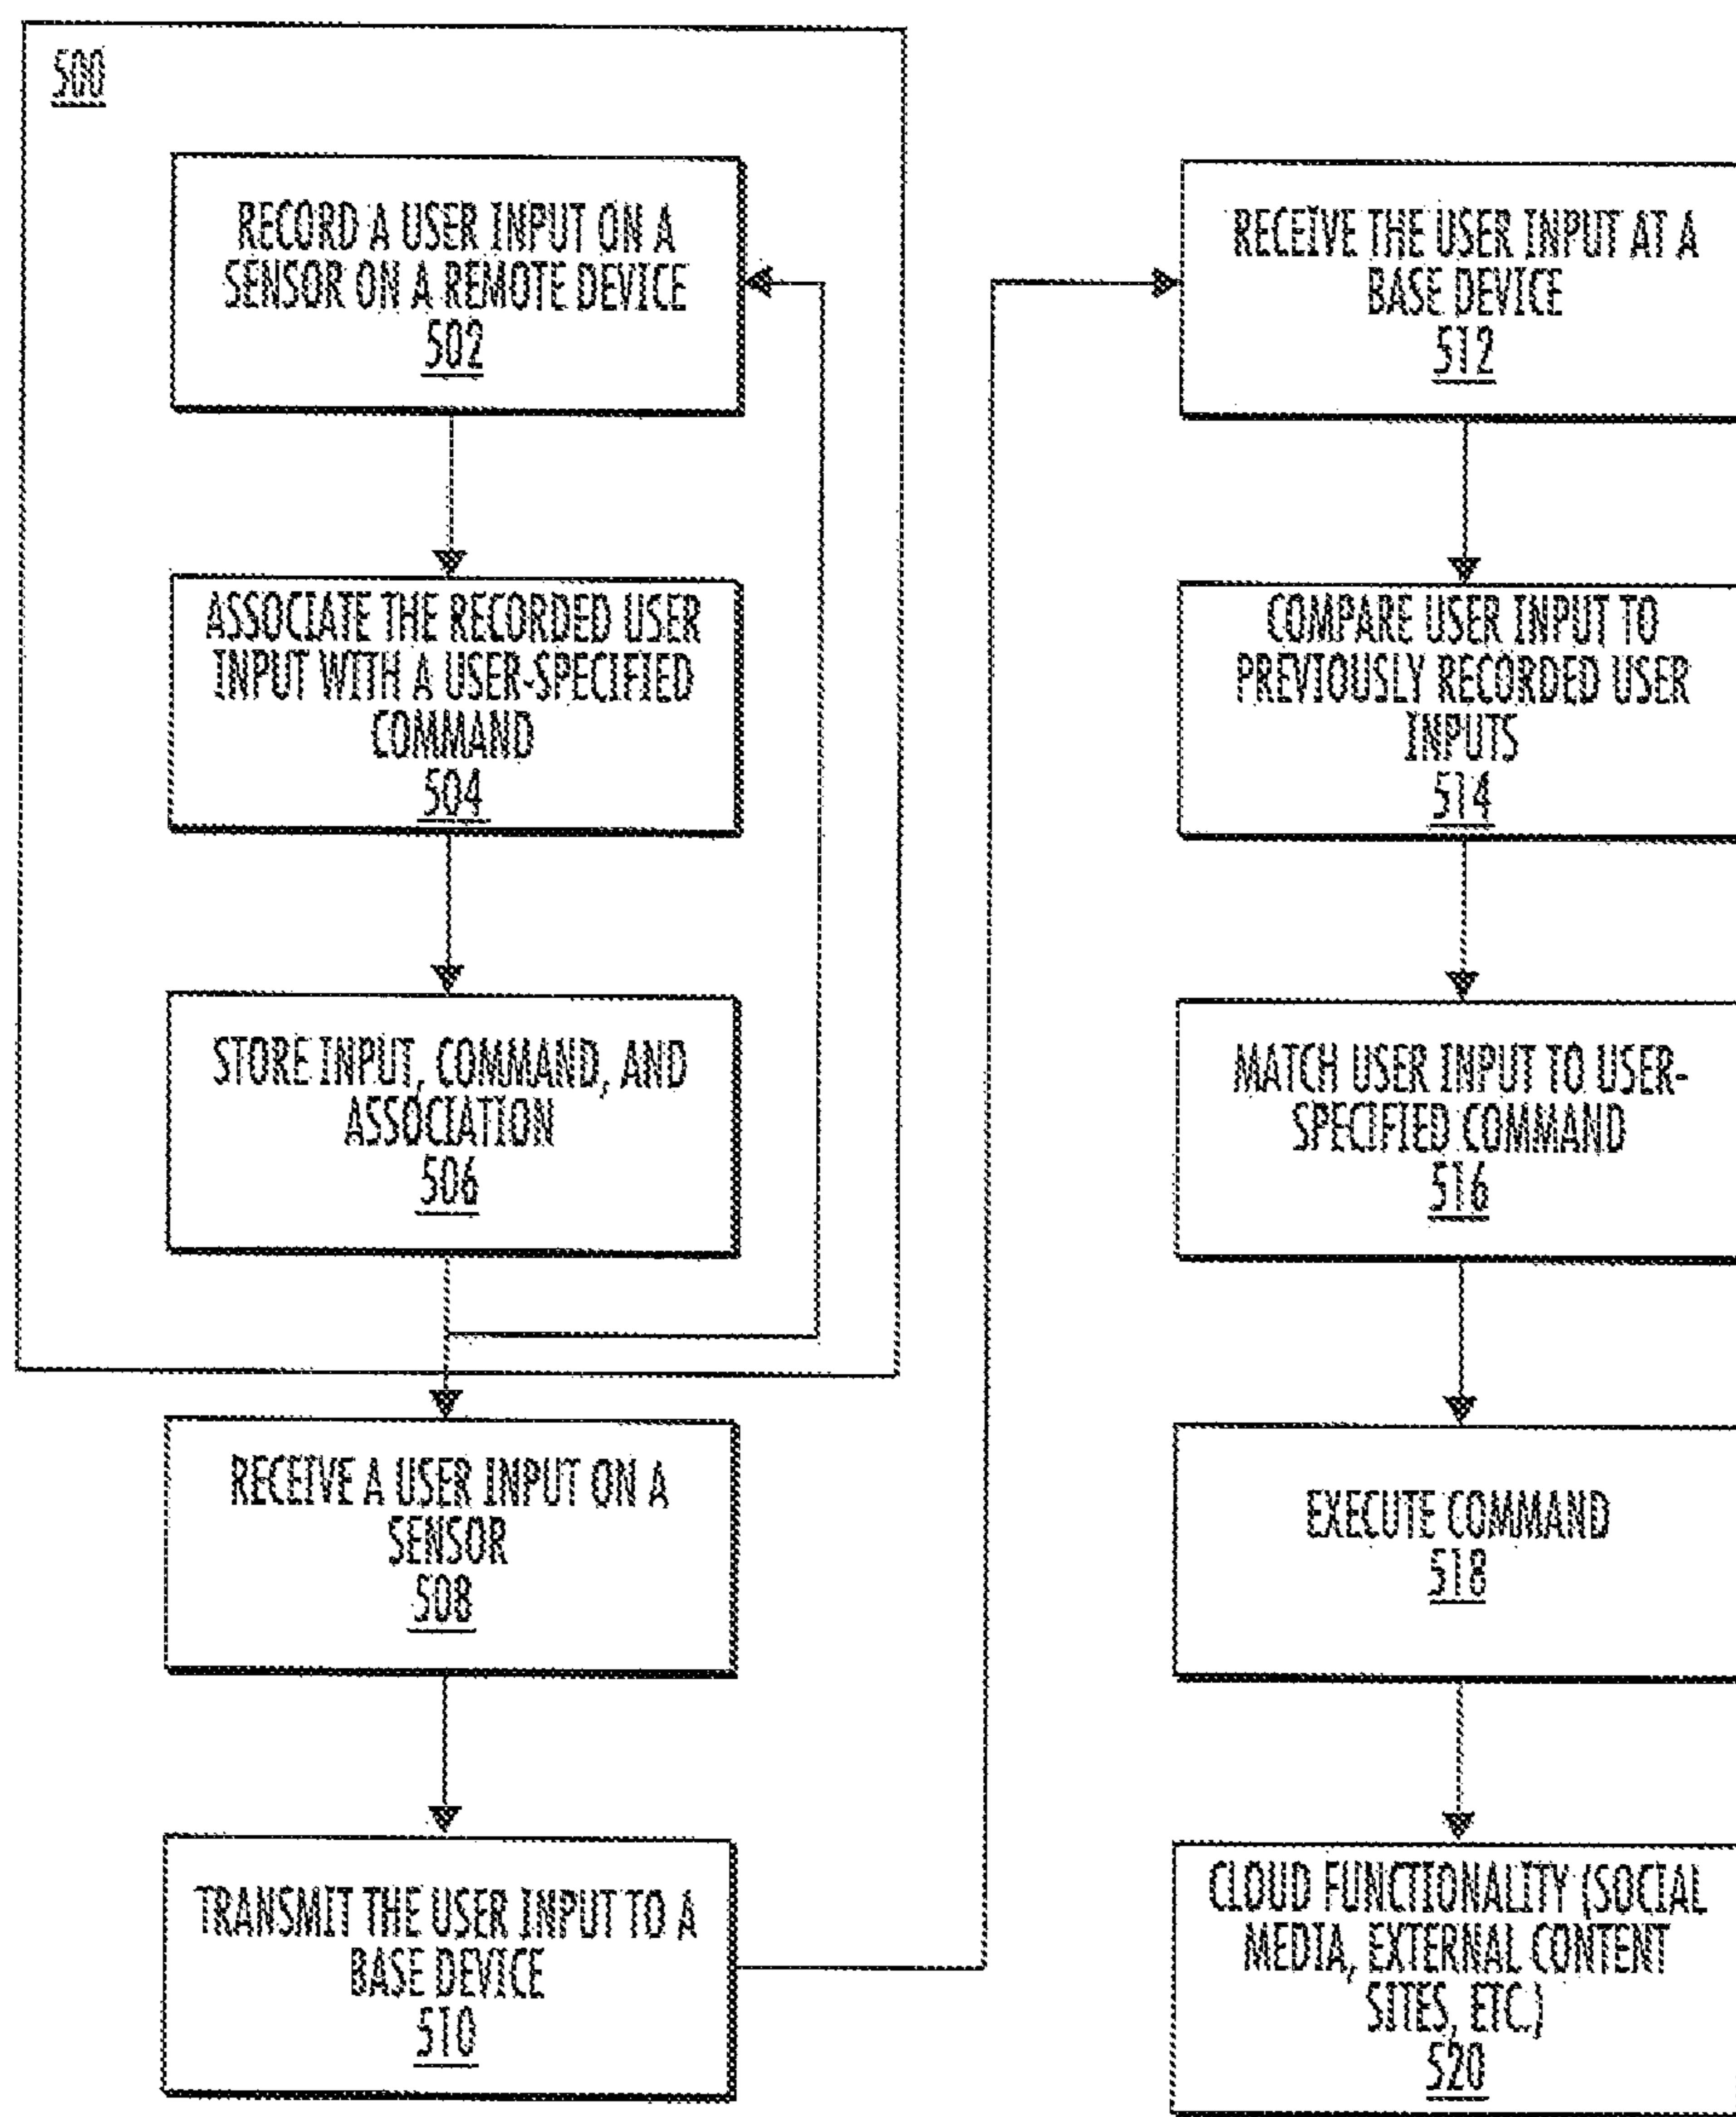 500
RECORD A USER INPUT ON A
SENSOR ON A REMOTE DEVICE
502
ASSOCIATE THE RECORDED USER
INPUT WITH A USER-SPECIFIED
COMMAND
504
STORE INPUT, COMMAND, AND
ASSOCIATION
506
RECEIVE A USER INPUT ON A
SENSOR
508
TRANSMIT THE USER INPUT TO A
BASE DEVICE
510
RECEIVE THE USER INPUT AT A
BASE DEVICE
512
COMPARE USER INPUT TO
PREVIOUSLY RECORDED USER
INPUTS
514
MATCH USER INPUT TO USER-
SPECIFIED COMMAND
516
EXECUTE COMMAND
518
CLOUD FUNCTIONALITY (SOCIAL
MEDIA, EXTERNAL CONTENT
SITES, ETC.)
520